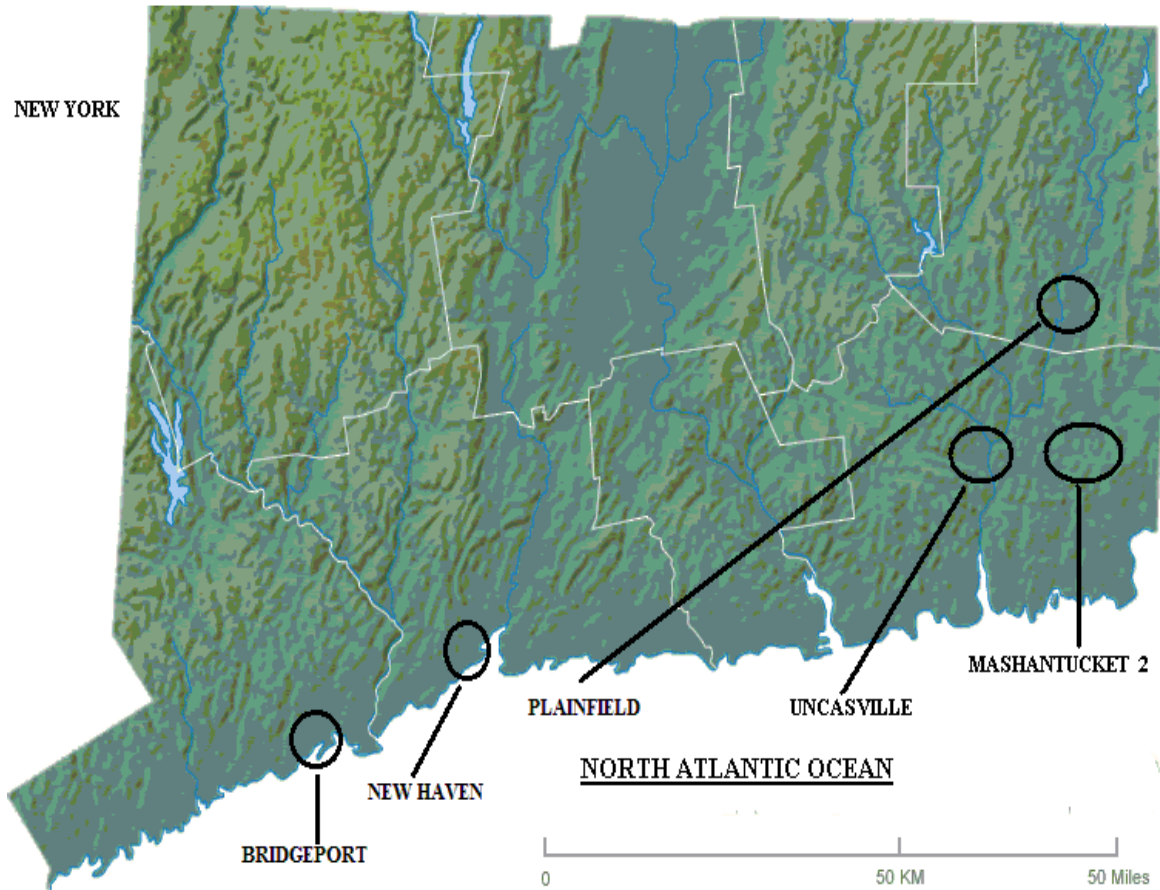 NEW YORK
MASHANTUCKET 2
PLAINFIELD
UNCASVILLE
NORTH ATLANTIC OCEAN
NEW HAVEN
BRIDGEPORT
0 50 KM 50 Miles